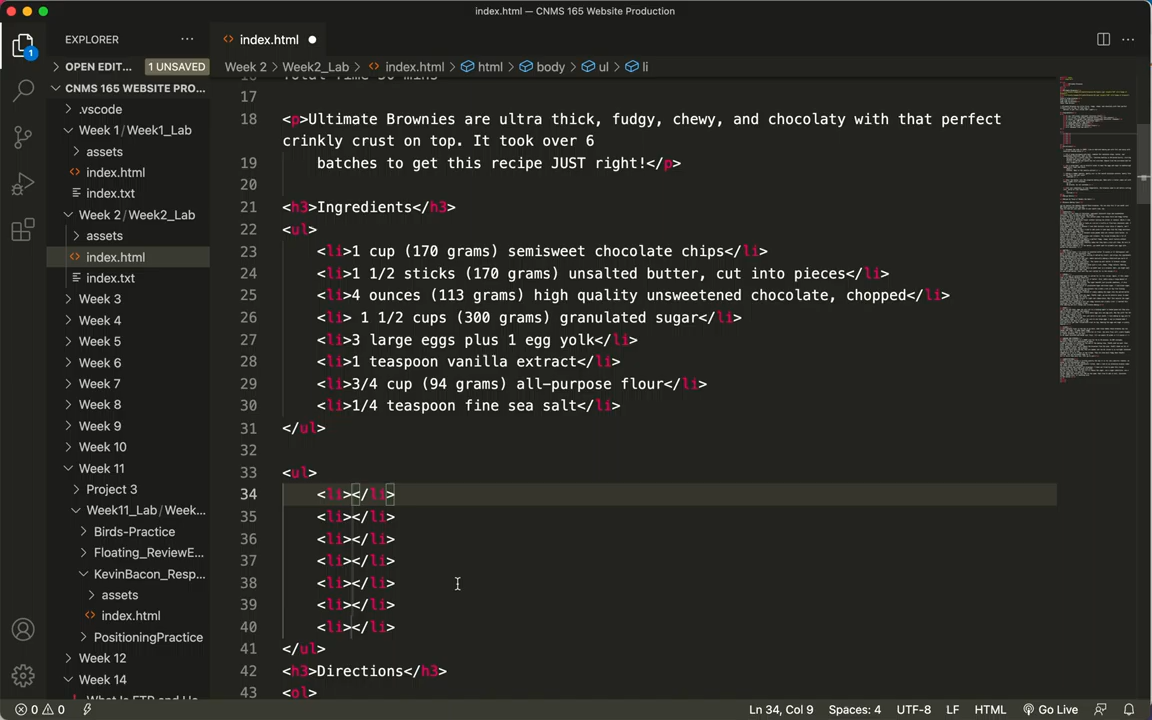 index.html — CNMS 165 Website Production
EXPLORER
index.html
OPEN EDIT... 1 UNSAVED
Week 2 > Week2_Lab > index.html > html > body > ul > li
CNMS 165 WEBSITE PRO...
.vscode
Week 1 / Week1_Lab
assets
index.html
index.txt
Week 2 / Week2_Lab
assets
index.html
index.txt
Week 3
Week 4
Week 5
Week 6
Week 7
Week 8
Week 9
Week 10
Week 11
Project 3
Week11_Lab / Week...
Birds-Practice
Floating_ReviewE...
KevinBacon_Resp...
assets
index.html
PositioningPractice
Week 12
Week 14
16 Total Time 50 mins
17
18 <p>Ultimate Brownies are ultra thick, fudgy, chewy, and chocolaty with that perfect
crinkly crust on top. It took over 6
19 batches to get this recipe JUST right!</p>
20
21 <h3>Ingredients</h3>
22 <ul>
23 <li>1 cup (170 grams) semisweet chocolate chips</li>
24 <li>1 1/2 sticks (170 grams) unsalted butter, cut into pieces</li>
25 <li>4 ounces (113 grams) high quality unsweetened chocolate, chopped</li>
26 <li> 1 1/2 cups (300 grams) granulated sugar</li>
27 <li>3 large eggs plus 1 egg yolk</li>
28 <li>1 teaspoon vanilla extract</li>
29 <li>3/4 cup (94 grams) all-purpose flour</li>
30 <li>1/4 teaspoon fine sea salt</li>
31 </ul>
32
33 <ul>
34 <li></li>
35 <li></li>
36 <li></li>
37 <li></li>
38 <li></li>
39 <li></li>
40 <li></li>
41 </ul>
42 <h3>Directions</h3>
43 <ol>
1
0 0 Ln 34, Col 9 Spaces: 4 UTF-8 LF HTML Go Live